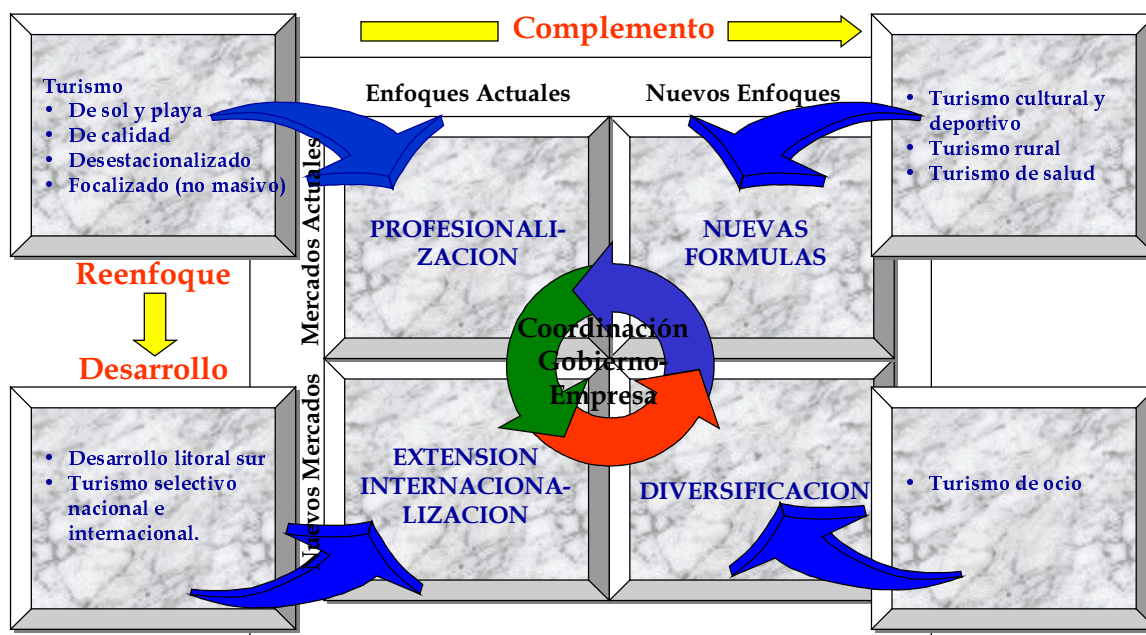 Complemento
Turismo
• De sol y playa
• De calidad
• Desestacionalizado
• Focalizado (no masivo)
Enfoques Actuales
Nuevos Enfoques
• Turismo cultural y
deportivo
• Turismo rural
• Turismo de salud
Mercados Actuales
PROFESIONALI-
ZACION
NUEVAS
FORMULAS
Reenfoque
Desarrollo
Coordinación
Gobierno-
Empresa
Nuevos Mercados
• Desarrollo litoral sur
• Turismo selectivo
nacional e
internacional.
EXTENSION
INTERNACIONA-
LIZACION
DIVERSIFICACION
• Turismo de ocio